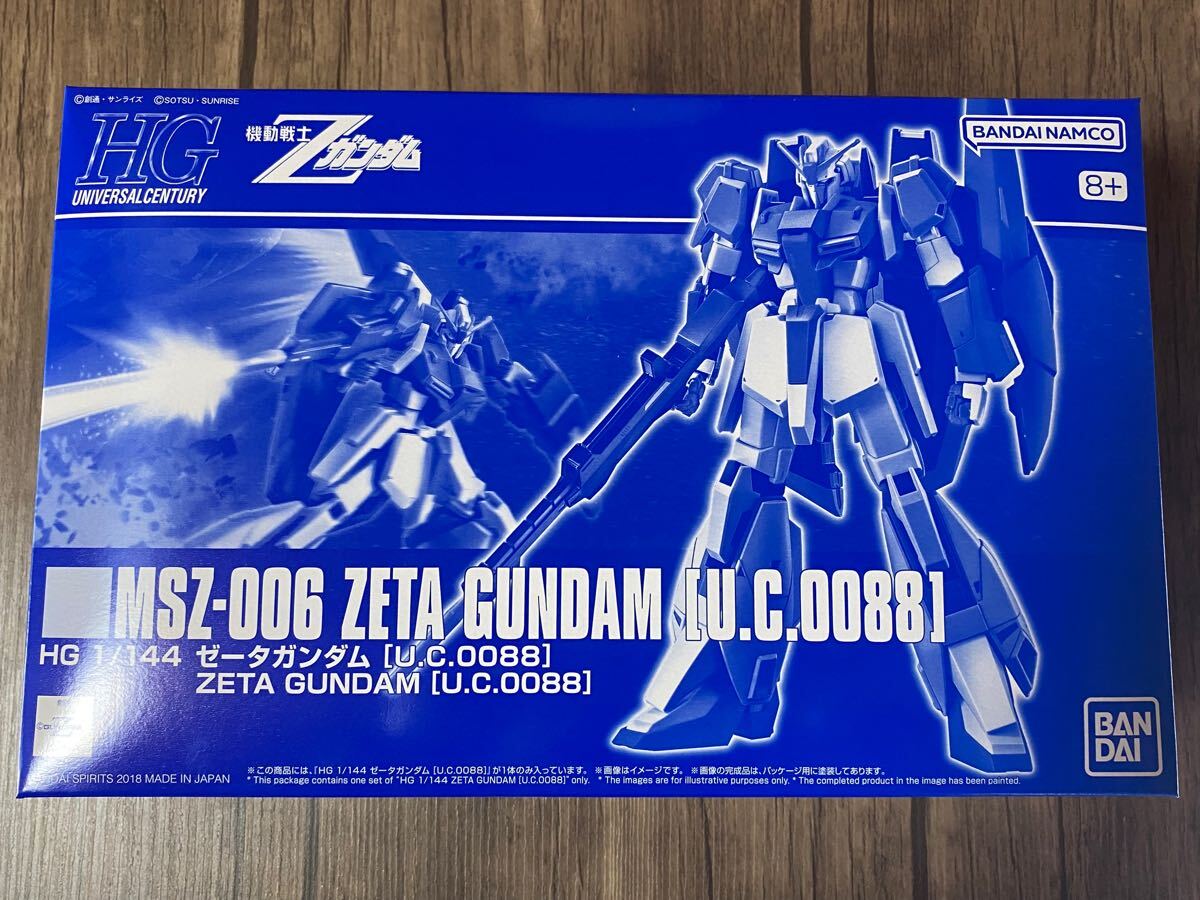 ©創通・サンライズ ©SOTSU・SUNRISE
HG
UNIVERSAL CENTURY
機動戦士
Ζガンダム
BANDAI NAMCO
8+
MSZ-006 ZETA GUNDAM [U.C.0088]
HG 1/144 ゼータガンダム [U.C.0088]
ZETA GUNDAM [U.C.0088]
SPIRITS 2018 MADE IN JAPAN
※この商品には、「HG 1/144 ゼータガンダム [U.C.0088]」が1体のみ入っています。 ※画像はイメージです。 ※画像の完成品は、パッケージ用に塗装してあります。
* This package contains one set of "HG 1/144 ZETA GUNDAM [U.C.0088]" only. * The images are for illustrative purposes only. * The completed product in the image has been painted.
BAN
DAI